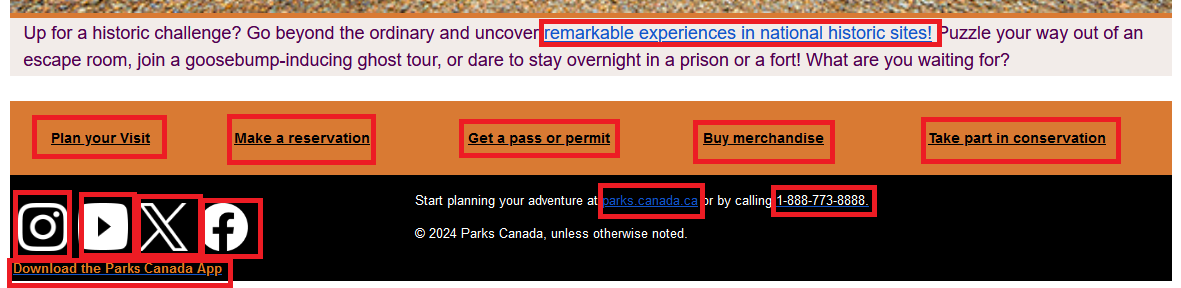 Up for a historic challenge? Go beyond the ordinary and uncover remarkable experiences in national historic sites! Puzzle your way out of an
escape room, join a goosebump-inducing ghost tour, or dare to stay overnight in a prison or a fort! What are you waiting for?
Plan your Visit Make a reservation Get a pass or permit Buy merchandise Take part in conservation
Start planning your adventure at parks.canada.ca or by calling 1-888-773-8888.
© 2024 Parks Canada, unless otherwise noted.
Download the Parks Canada App